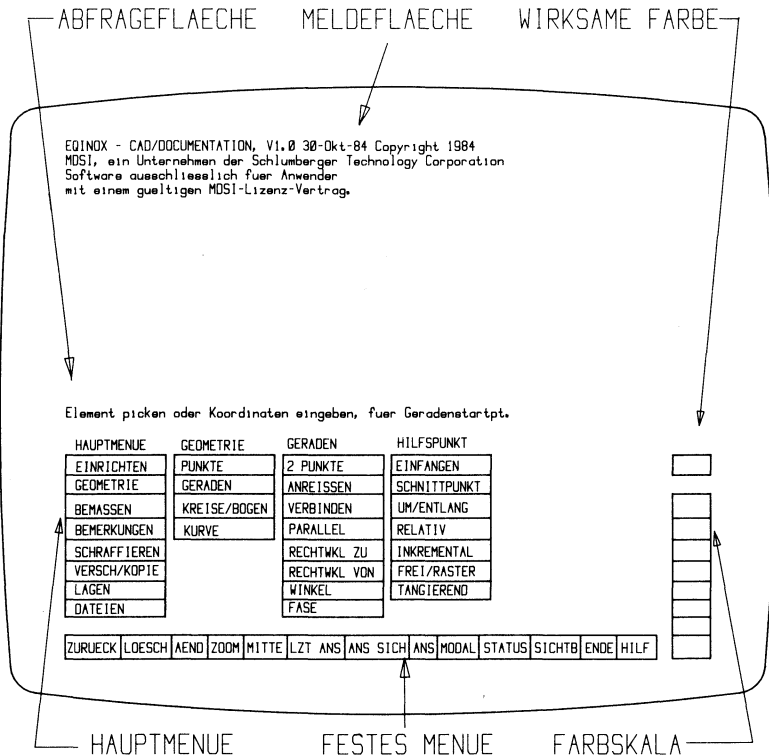 ABFRAGEFLAECHE MELDEFLAECHE WIRKSAME FARBE
EQINOX - CAD/DOCUMENTATION, V1.0 30-Okt-84 Copyright 1984
MDSI, ein Unternehmen der Schlumberger Technology Corporation
Software ausschliesslich fuer Anwender
mit einem gueltigen MDSI-Lizenz-Vertrag.
Element picken oder Koordinaten eingeben, fuer Geradenstartpt.
HAUPTMENUE GEOMETRIE GERADEN HILFSPUNKT
EINRICHTEN PUNKTE 2 PUNKTE EINFANGEN
GEOMETRIE GERADEN ANREISSEN SCHNITTPUNKT
BEMASSEN KREISE/BOGEN VERBINDEN UM/ENTLANG
BEMERKUNGEN KURVE PARALLEL RELATIV
SCHRAFFIEREN RECHTWKL ZU INKREMENTAL
VERSCH/KOPIE RECHTWKL VON FREI/RASTER
LAGEN WINKEL TANGIEREND
DATEIEN FASE
ZURUECK LOESCH AEND ZOOM MITTE LZT ANS ANS SICH ANS MODAL STATUS SICHTB ENDE HILF
HAUPTMENUE FESTES MENUE FARBSKALA